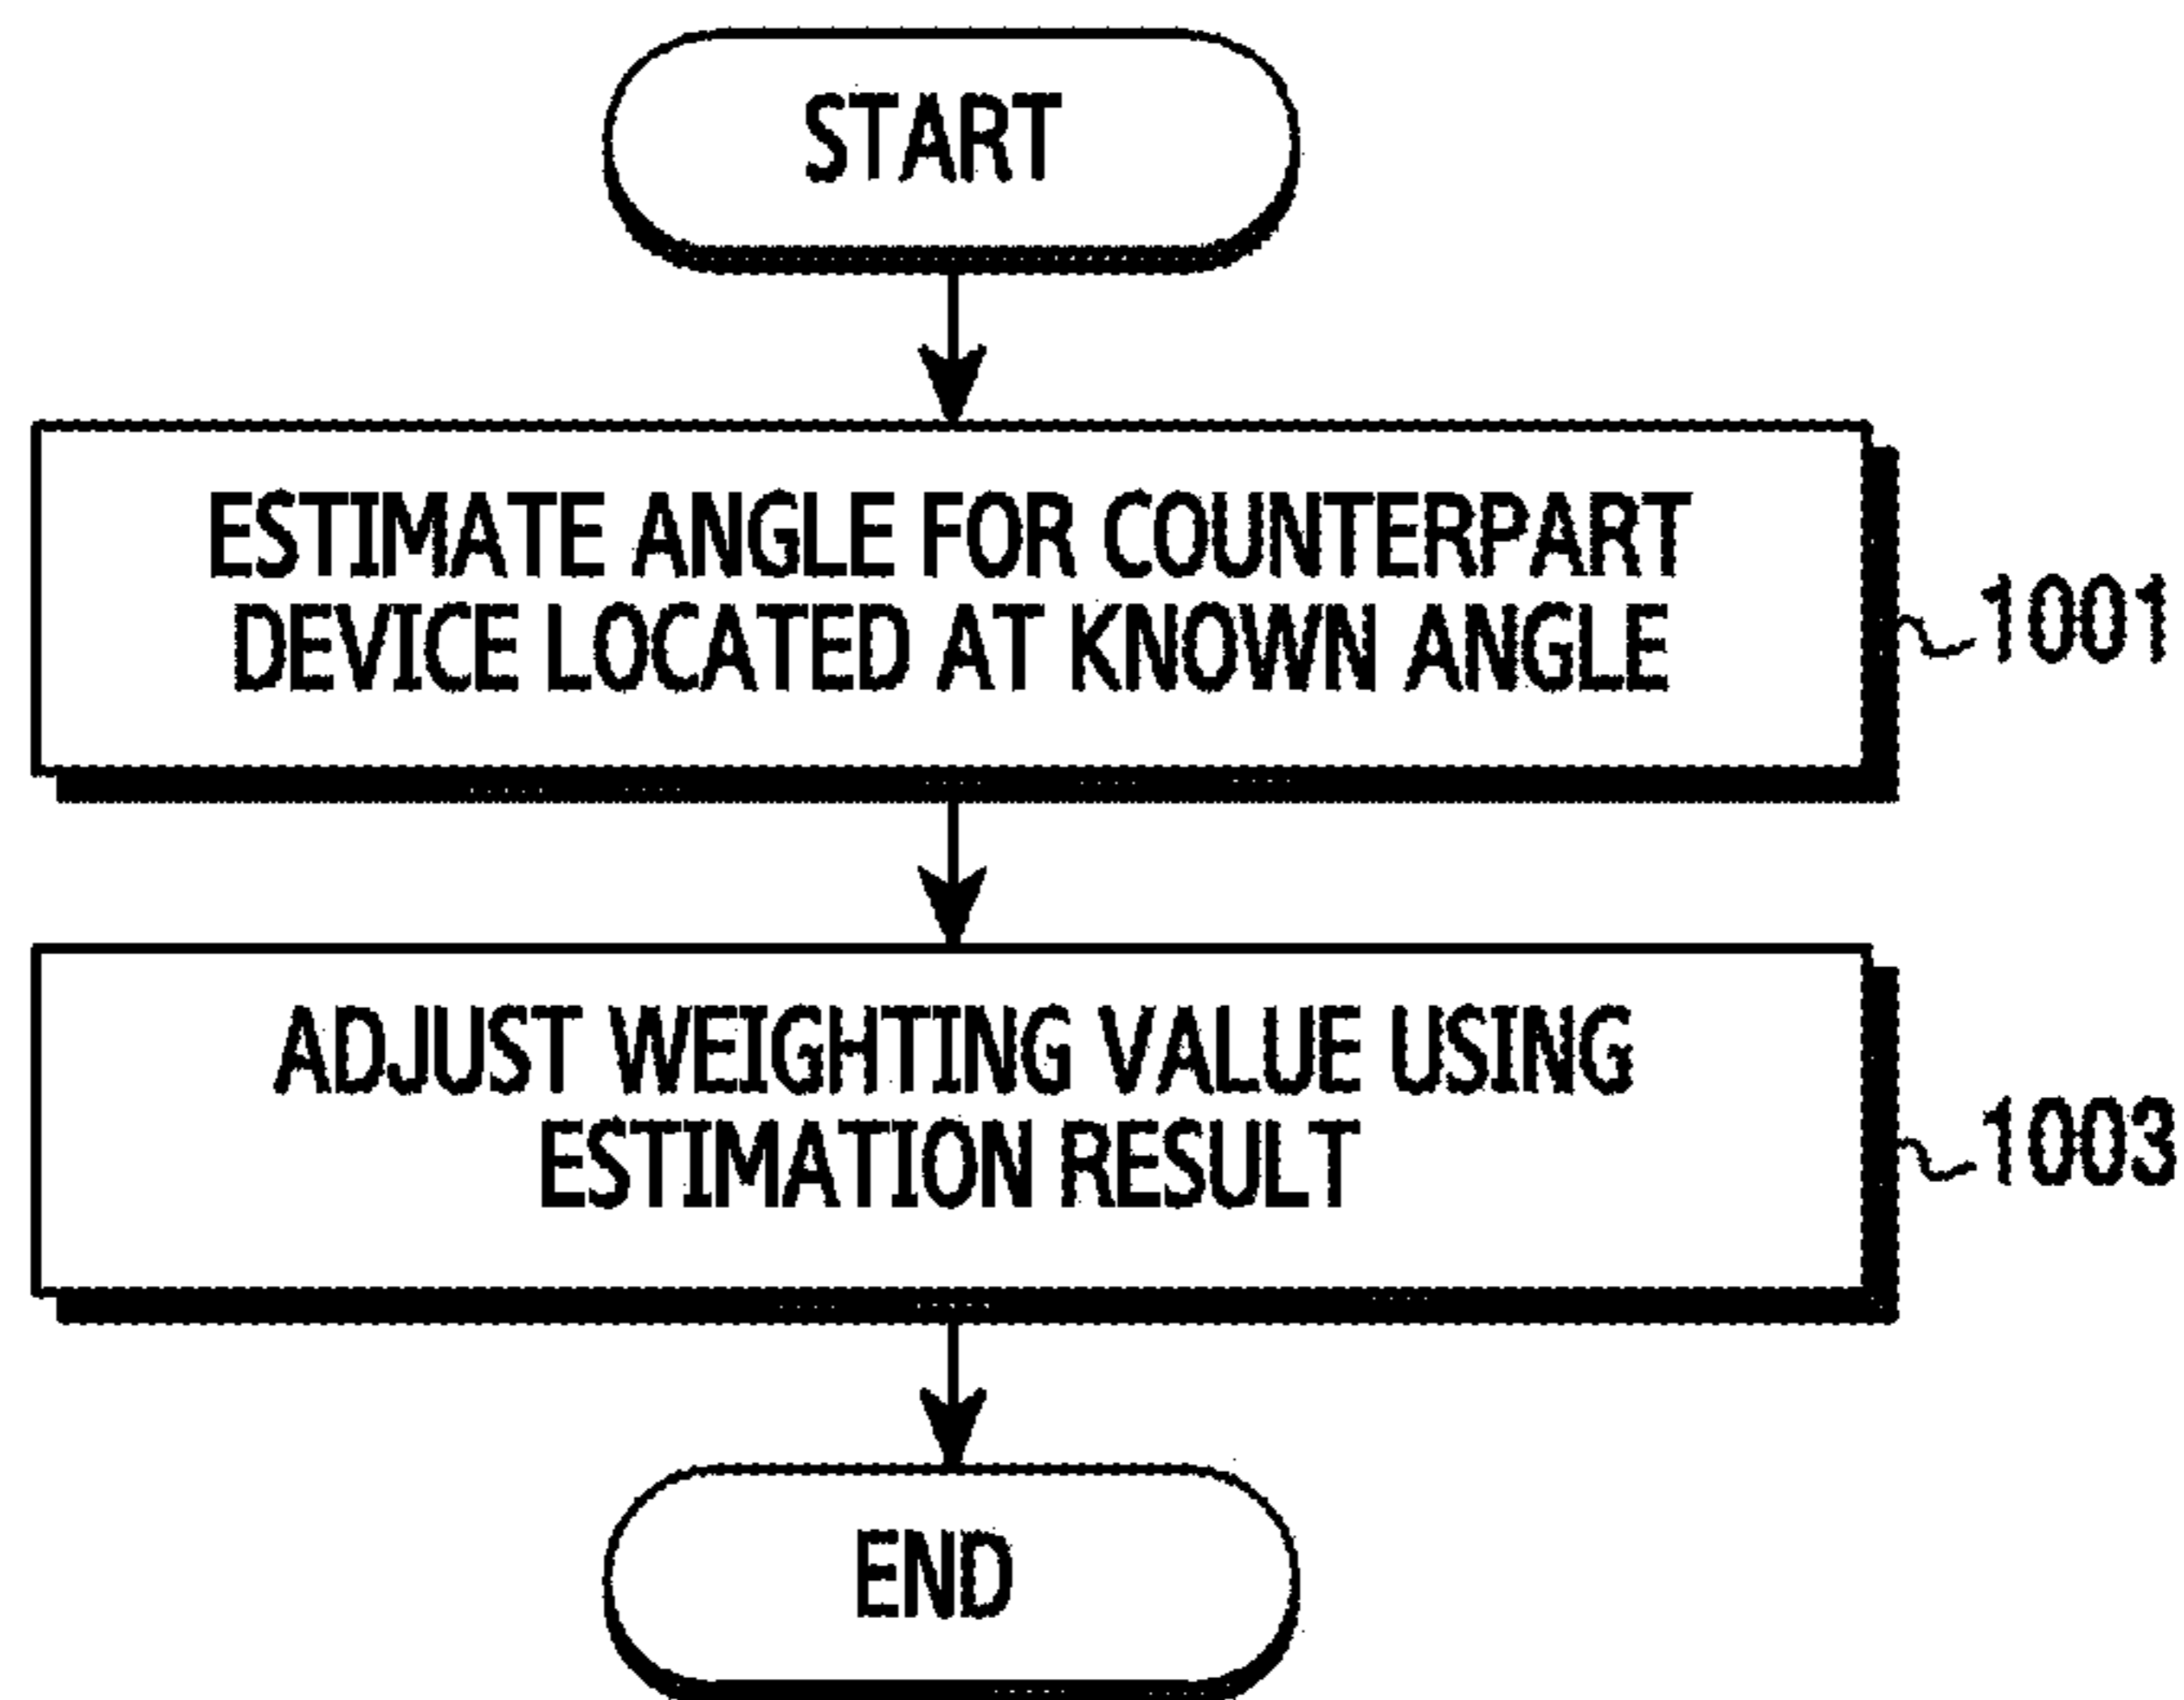 START
ESTIMATE ANGLE FOR COUNTERPART
DEVICE LOCATED AT KNOWN ANGLE
1001
ADJUST WEIGHTING VALUE USING
ESTIMATION RESULT
1003
END